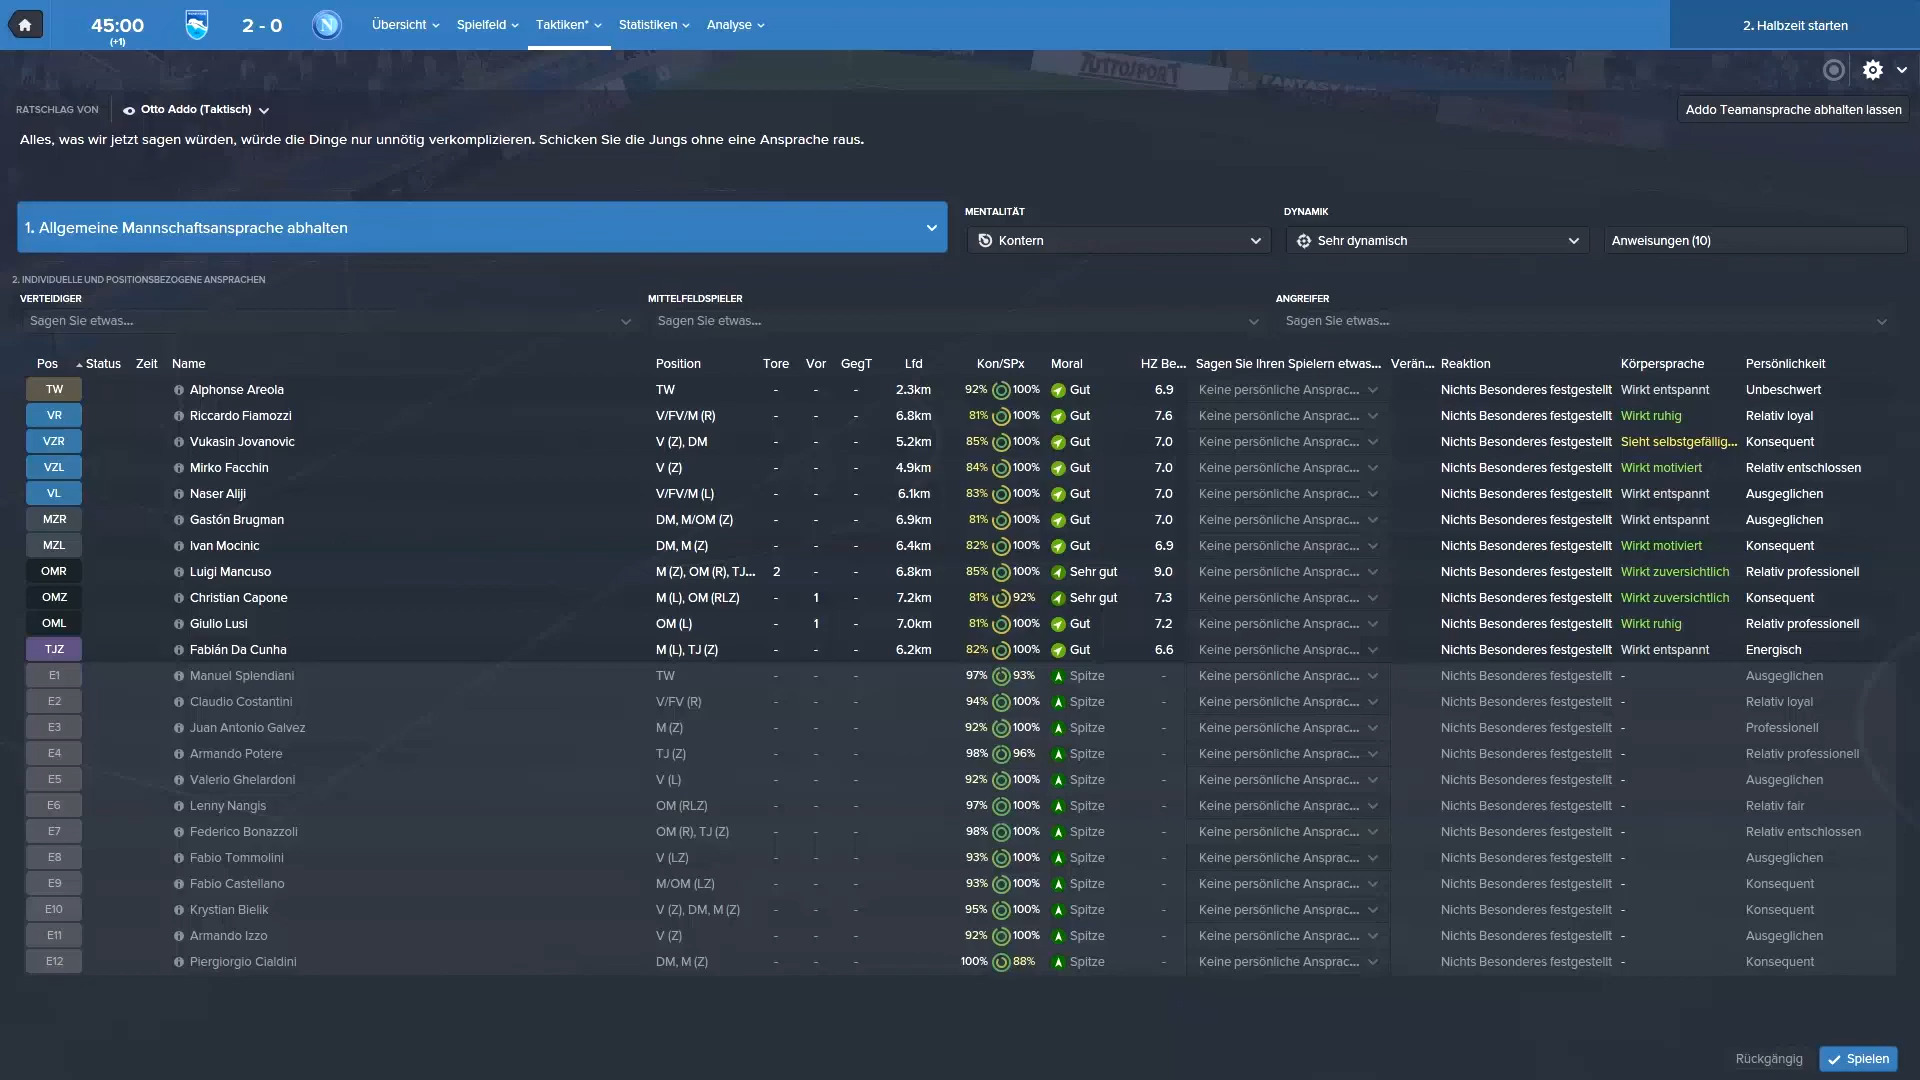 45:00 (+1) 2 - 0 N Übersicht Spielfeld Taktiken* Statistiken Analyse 2. Halbzeit starten
TUTTOSPORT
RATSCHLAG VON Otto Addo (Taktisch) Addo Teamansprache abhalten lassen
Alles, was wir jetzt sagen würden, würde die Dinge nur unnötig verkomplizieren. Schicken Sie die Jungs ohne eine Ansprache raus.
1. Allgemeine Mannschaftsansprache abhalten
MENTALITÄT DYNAMIK
Kontern Sehr dynamisch Anweisungen (10)
2. INDIVIDUELLE UND POSITIONSBEZOGENE ANSPRACHEN
VERTEIDIGER MITTELFELDSPIELER ANGREIFER
Sagen Sie etwas... Sagen Sie etwas... Sagen Sie etwas...
Pos Status Zeit Name Position Tore Vor GegT Lfd Kon/SPx Moral HZ Be... Sagen Sie Ihren Spielern etwas... Verän... Reaktion Körpersprache Persönlichkeit
TW Alphonse Areola TW - - - 2.3km 92% 100% Gut 6.9 Keine persönliche Ansprac... Nichts Besonderes festgestellt Wirkt entspannt Unbeschwert
VR Riccardo Fiamozzi V/FV/M (R) - - - 6.8km 81% 100% Gut 7.6 Keine persönliche Ansprac... Nichts Besonderes festgestellt Wirkt ruhig Relativ loyal
VZR Vukasin Jovanovic V (Z), DM - - - 5.2km 85% 100% Gut 7.0 Keine persönliche Ansprac... Nichts Besonderes festgestellt Sieht selbstgefällig... Konsequent
VZL Mirko Facchin V (Z) - - - 4.9km 84% 100% Gut 7.0 Keine persönliche Ansprac... Nichts Besonderes festgestellt Wirkt motiviert Relativ entschlossen
VL Naser Aliji V/FV/M (L) - - - 6.1km 83% 100% Gut 7.0 Keine persönliche Ansprac... Nichts Besonderes festgestellt Wirkt entspannt Ausgeglichen
MZR Gastón Brugman DM, M/OM (Z) - - - 6.9km 81% 100% Gut 7.0 Keine persönliche Ansprac... Nichts Besonderes festgestellt Wirkt entspannt Ausgeglichen
MZL Ivan Mocinic DM, M (Z) - - - 6.4km 82% 100% Gut 6.9 Keine persönliche Ansprac... Nichts Besonderes festgestellt Wirkt motiviert Konsequent
OMR Luigi Mancuso M (Z), OM (R), TJ... 2 - - 6.8km 85% 100% Sehr gut 9.0 Keine persönliche Ansprac... Nichts Besonderes festgestellt Wirkt zuversichtlich Relativ professionell
OMZ Christian Capone M (L), OM (RLZ) - 1 - 7.2km 81% 92% Sehr gut 7.3 Keine persönliche Ansprac... Nichts Besonderes festgestellt Wirkt zuversichtlich Konsequent
OML Giulio Lusi OM (L) - 1 - 7.0km 81% 100% Gut 7.2 Keine persönliche Ansprac... Nichts Besonderes festgestellt Wirkt ruhig Relativ professionell
TJZ Fabián Da Cunha M (L), TJ (Z) - - - 6.2km 82% 100% Gut 6.6 Keine persönliche Ansprac... Nichts Besonderes festgestellt Wirkt entspannt Energisch
E1 Manuel Splendiani TW - - - 97% 93% Spitze - Keine persönliche Ansprac... Nichts Besonderes festgestellt - Ausgeglichen
E2 Claudio Costantini V/FV (R) - - - 94% 100% Spitze - Keine persönliche Ansprac... Nichts Besonderes festgestellt - Relativ loyal
E3 Juan Antonio Galvez M (Z) - - - 92% 100% Spitze - Keine persönliche Ansprac... Nichts Besonderes festgestellt - Professionell
E4 Armando Potere TJ (Z) - - - 98% 96% Spitze - Keine persönliche Ansprac... Nichts Besonderes festgestellt - Relativ professionell
E5 Valerio Ghelardoni V (L) - - - 92% 100% Spitze - Keine persönliche Ansprac... Nichts Besonderes festgestellt - Ausgeglichen
E6 Lenny Nangis OM (RLZ) - - - 97% 100% Spitze - Keine persönliche Ansprac... Nichts Besonderes festgestellt - Relativ fair
E7 Federico Bonazzoli OM (R), TJ (Z) - - - 98% 100% Spitze - Keine persönliche Ansprac... Nichts Besonderes festgestellt - Relativ entschlossen
E8 Fabio Tommolini V (LZ) - - - 93% 100% Spitze - Keine persönliche Ansprac... Nichts Besonderes festgestellt - Ausgeglichen
E9 Fabio Castellano M/OM (LZ) - - - 93% 100% Spitze - Keine persönliche Ansprac... Nichts Besonderes festgestellt - Konsequent
E10 Krystian Bielik V (Z), DM, M (Z) - - - 95% 100% Spitze - Keine persönliche Ansprac... Nichts Besonderes festgestellt - Konsequent
E11 Armando Izzo V (Z) - - - 92% 100% Spitze - Keine persönliche Ansprac... Nichts Besonderes festgestellt - Ausgeglichen
E12 Piergiorgio Cialdini DM, M (Z) - - - 100% 88% Spitze - Keine persönliche Ansprac... Nichts Besonderes festgestellt - Konsequent
Rückgängig Spielen